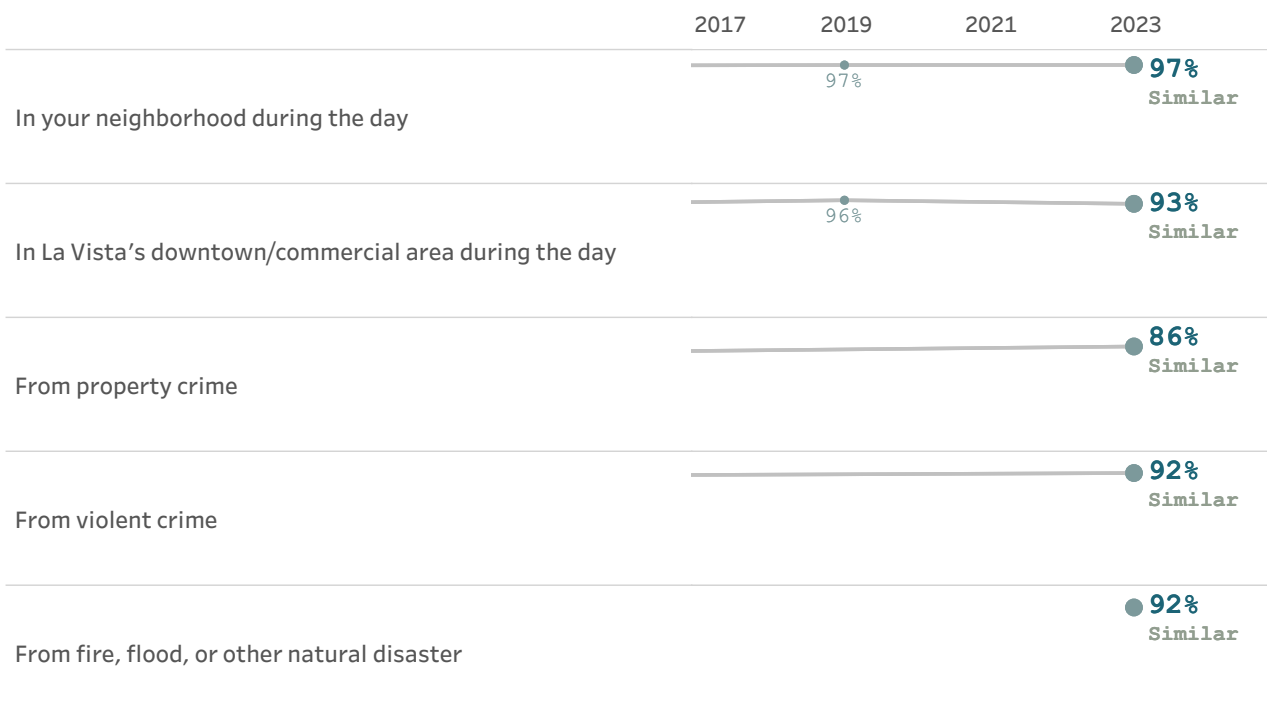 2017 2019 2021 2023
97%
97%
Similar
In your neighborhood during the day
93%
96%
Similar
In La Vista’s downtown/commercial area during the day
86%
Similar
From property crime
92%
Similar
From violent crime
92%
Similar
From fire, flood, or other natural disaster